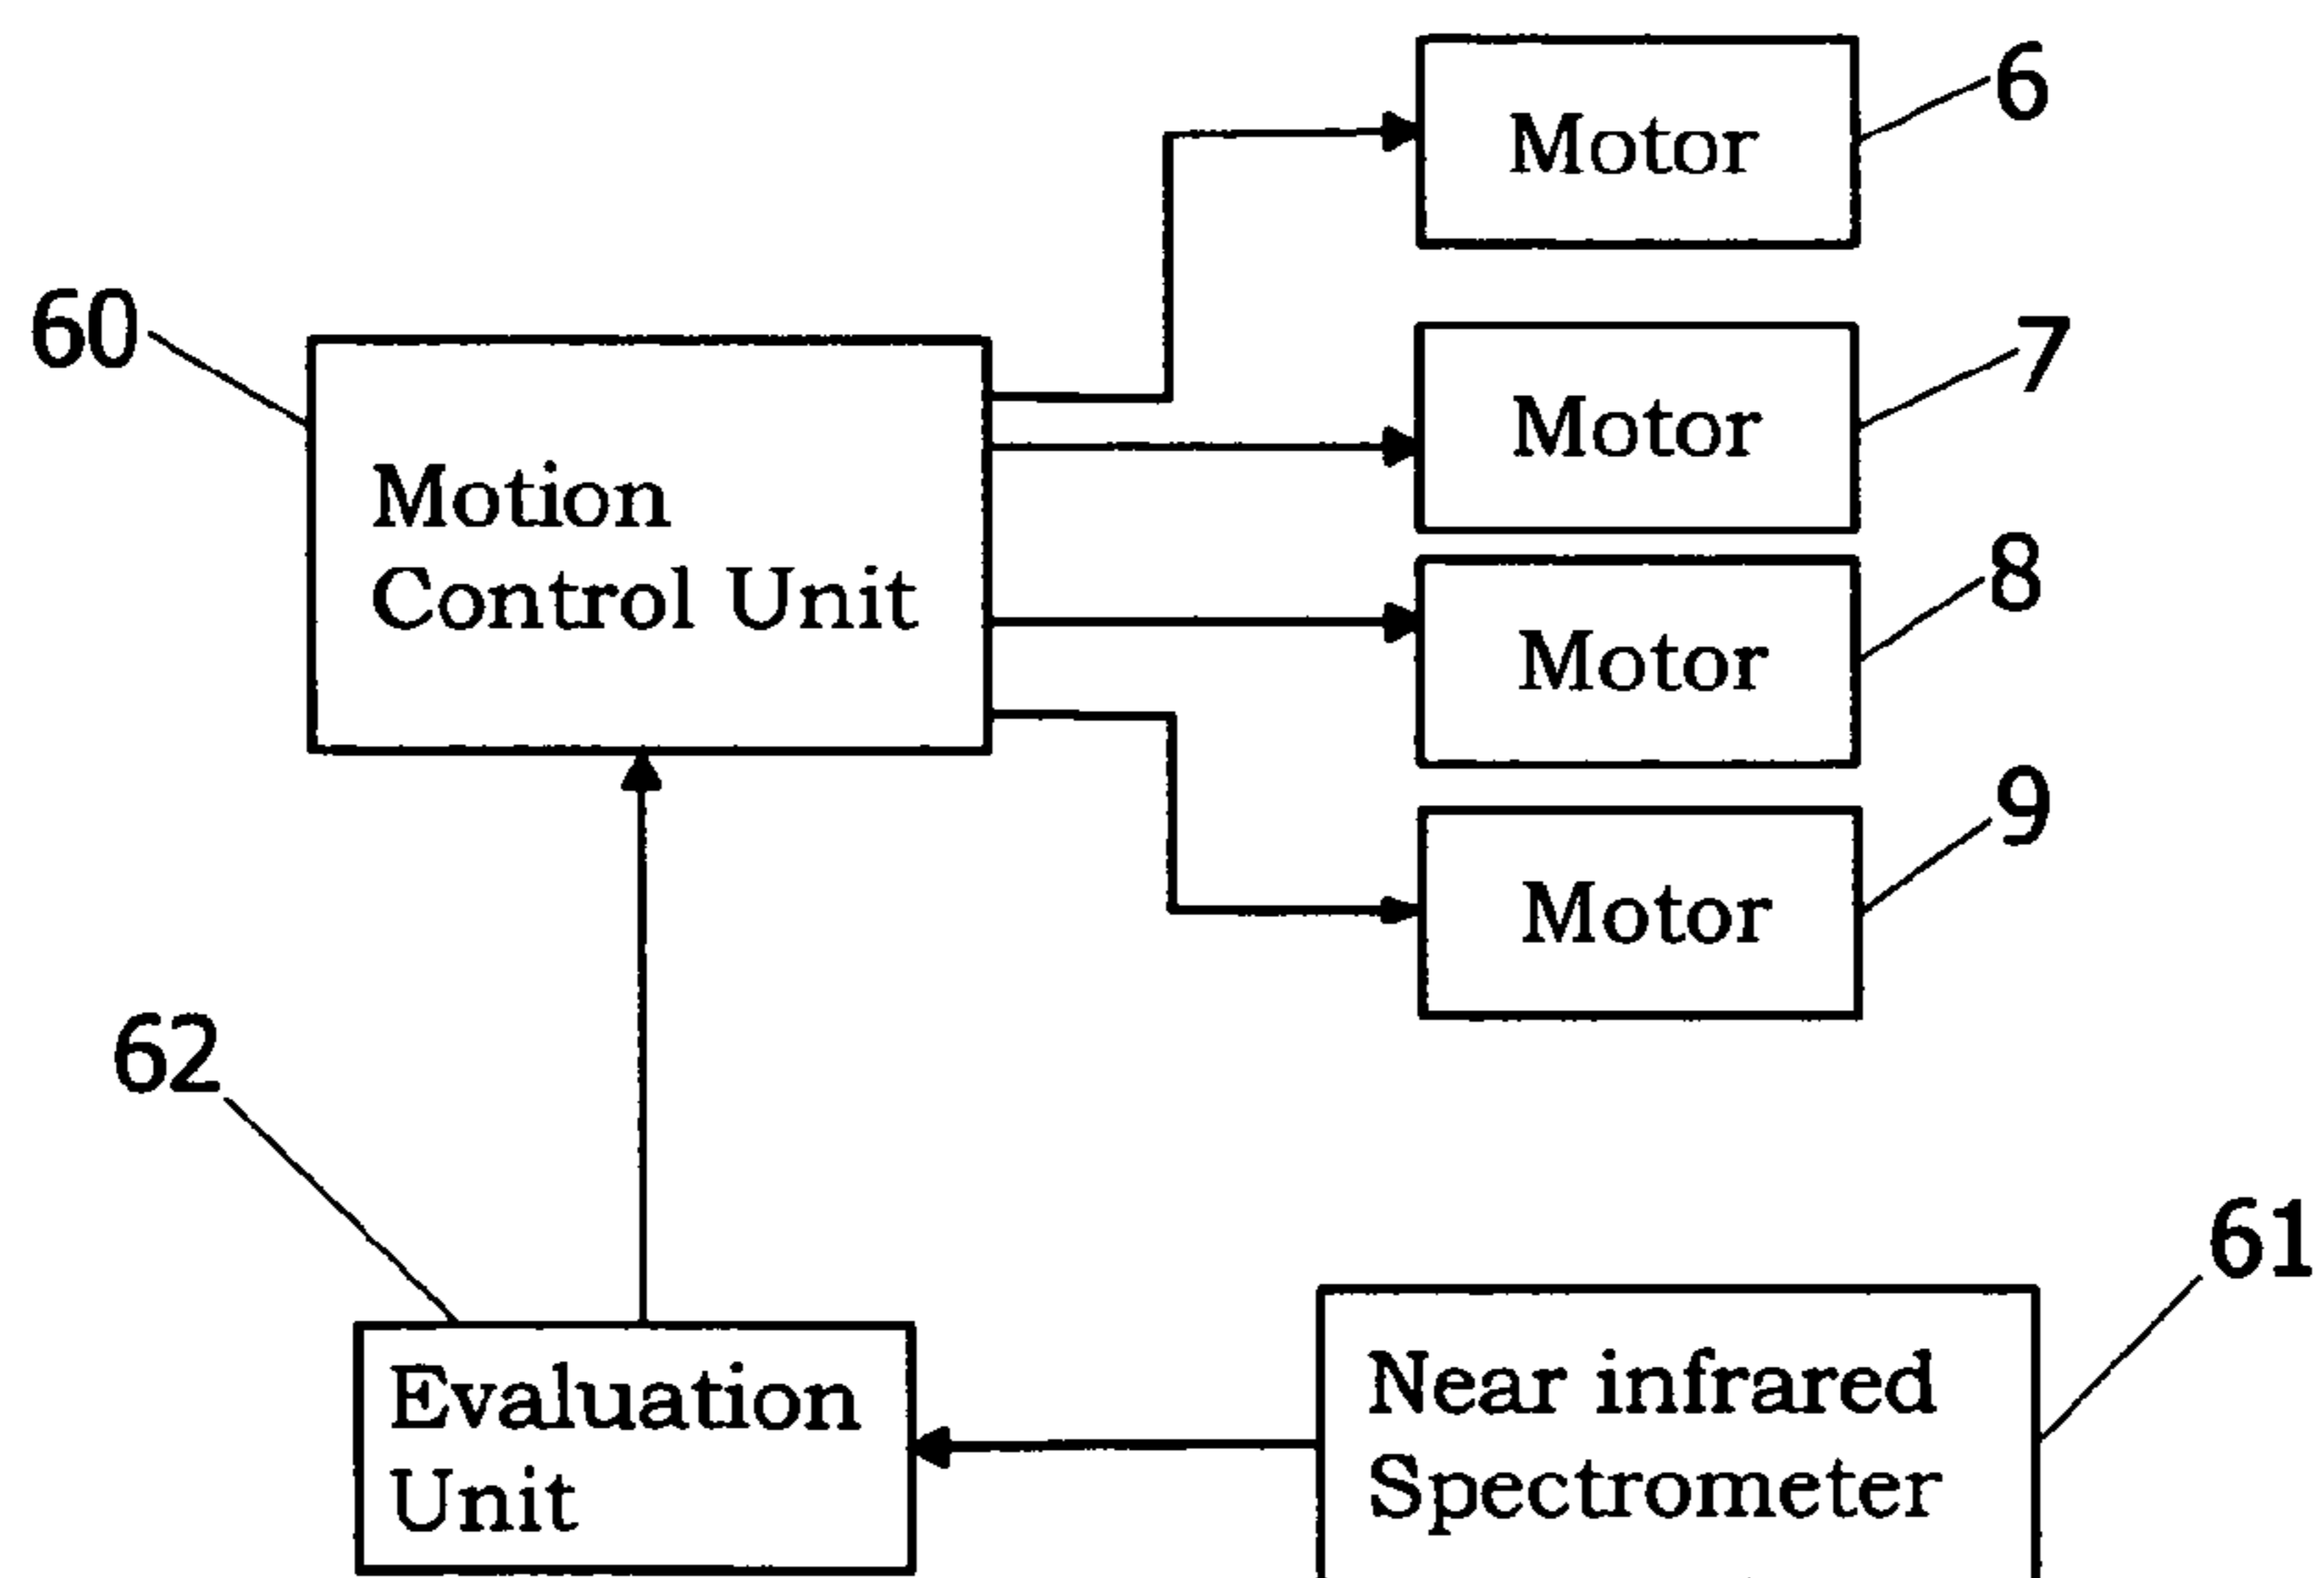 6
Motor
7
Motor
60
Motion
Control Unit
8
Motor
9
Motor
62
61
Evaluation
Unit
Near infrared
Spectrometer